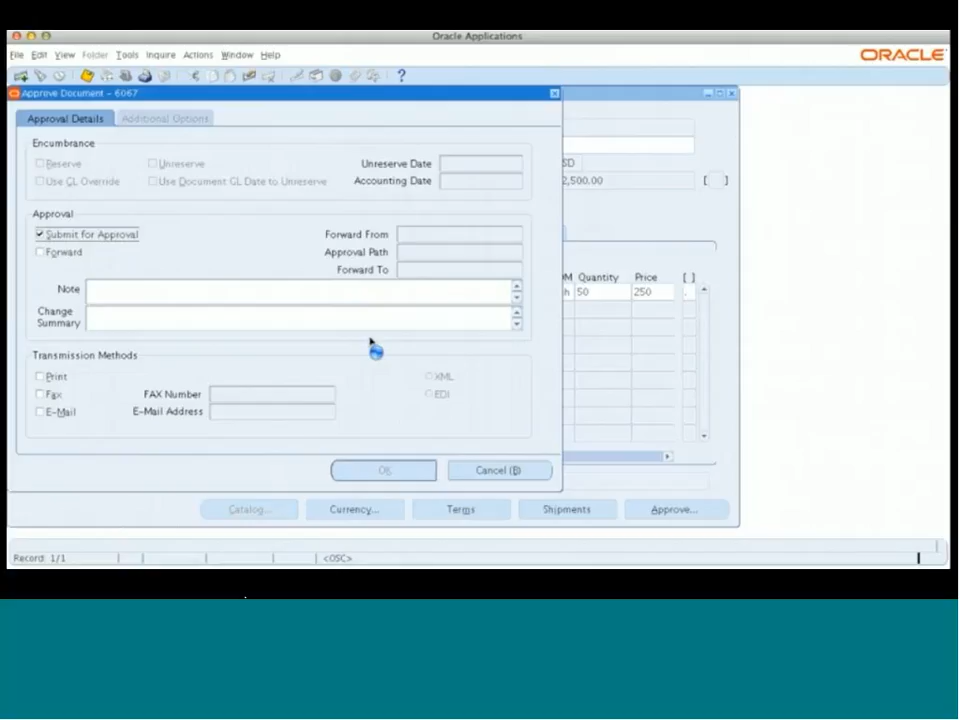 Oracle Applications
File Edit View Folder Tools Inquire Actions Window Help
ORACLE
Approve Document - 6067
Approval Details Additional Options
Encumbrance
Reserve Unreserve Unreserve Date
Use GL Override Use Document GL Date to Unreserve Accounting Date
SD
2,500.00 [ ]
Approval
Submit for Approval Forward From
Forward Approval Path
Forward To
Note
Change
Summary
M Quantity Price [ ]
h 50 250 .
Transmission Methods
Print XML
Fax FAX Number EDI
E-Mail E-Mail Address
OK Cancel (B)
Catalog... Currency... Terms Shipments Approve...
Record: 1/1 <OSC>